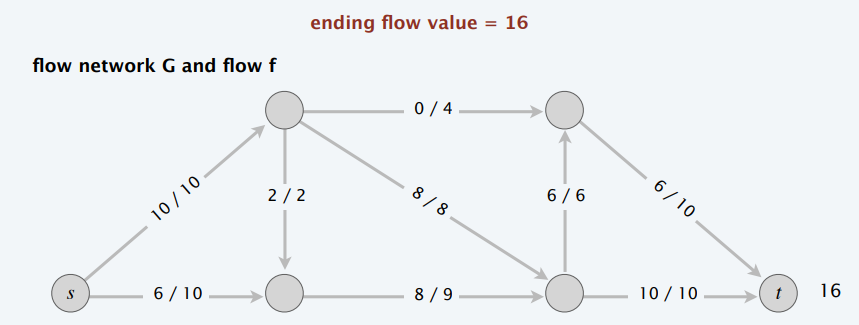 ending flow value = 16
flow network G and flow f
0 / 4
10 / 10
2 / 2
8 / 8
6 / 6
6 / 10
s
6 / 10
8 / 9
10 / 10
t
16